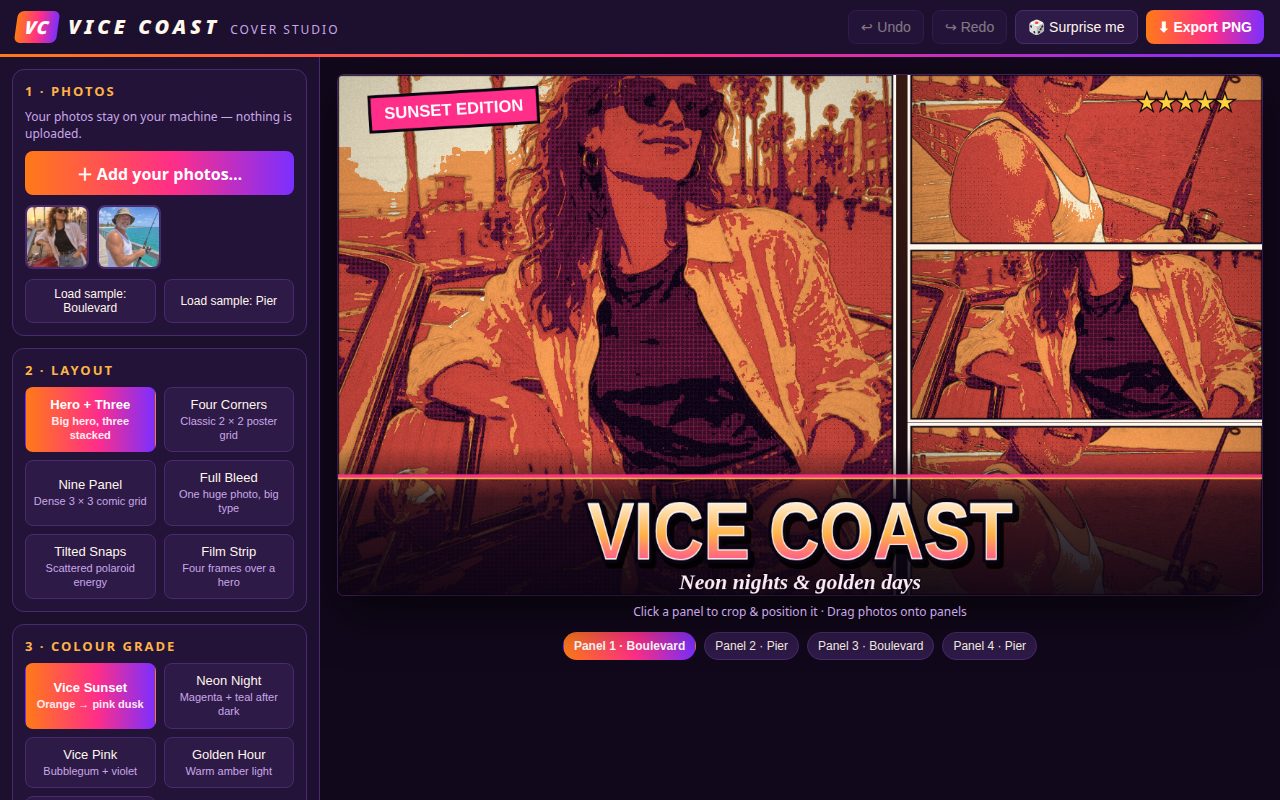 VC VICE COAST COVER STUDIO
↩ Undo
↪ Redo
🎲 Surprise me
⬇ Export PNG
1 · PHOTOS
Your photos stay on your machine — nothing is
uploaded.
＋ Add your photos…
Load sample:
Boulevard
Load sample: Pier
2 · LAYOUT
Hero + Three
Big hero, three
stacked
Four Corners
Classic 2 × 2 poster
grid
Nine Panel
Dense 3 × 3 comic grid
Full Bleed
One huge photo, big
type
Tilted Snaps
Scattered polaroid
energy
Film Strip
Four frames over a
hero
3 · COLOUR GRADE
Vice Sunset
Orange → pink dusk
Neon Night
Magenta + teal after
dark
Vice Pink
Bubblegum + violet
Golden Hour
Warm amber light
SUNSET EDITION
★★★★★
VICE COAST
Neon nights & golden days
Click a panel to crop & position it · Drag photos onto panels
Panel 1 · Boulevard
Panel 2 · Pier
Panel 3 · Boulevard
Panel 4 · Pier